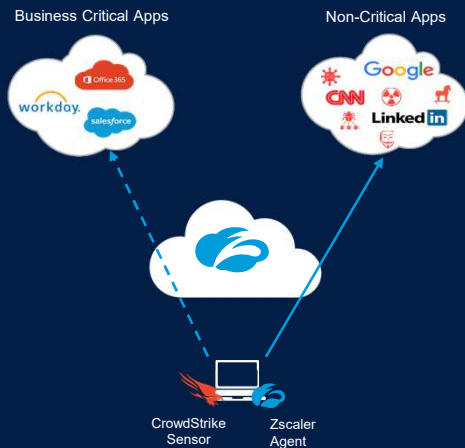 Business Critical Apps
Non-Critical Apps
Office 365
workday.
salesforce
Google
CNN
Linked in
CrowdStrike
Sensor
Zscaler
Agent